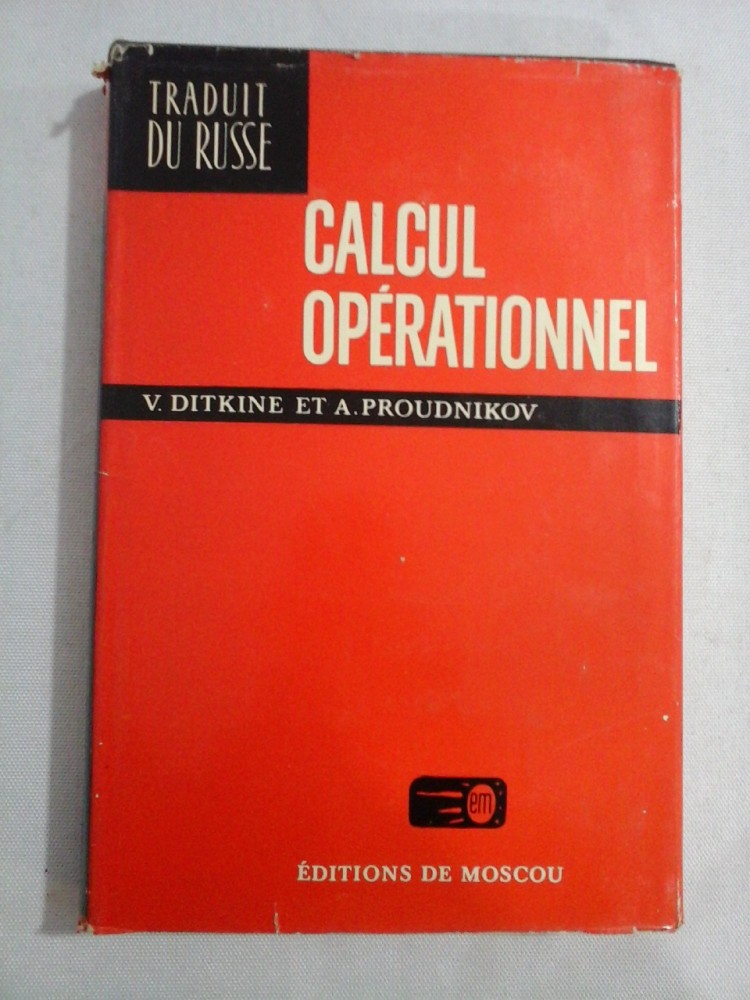 TRADUIT
DU RUSSE
CALCUL
OPÉRATIONNEL
V. DITKINE ET A. PROUDNIKOV
em
ÉDITIONS DE MOSCOU